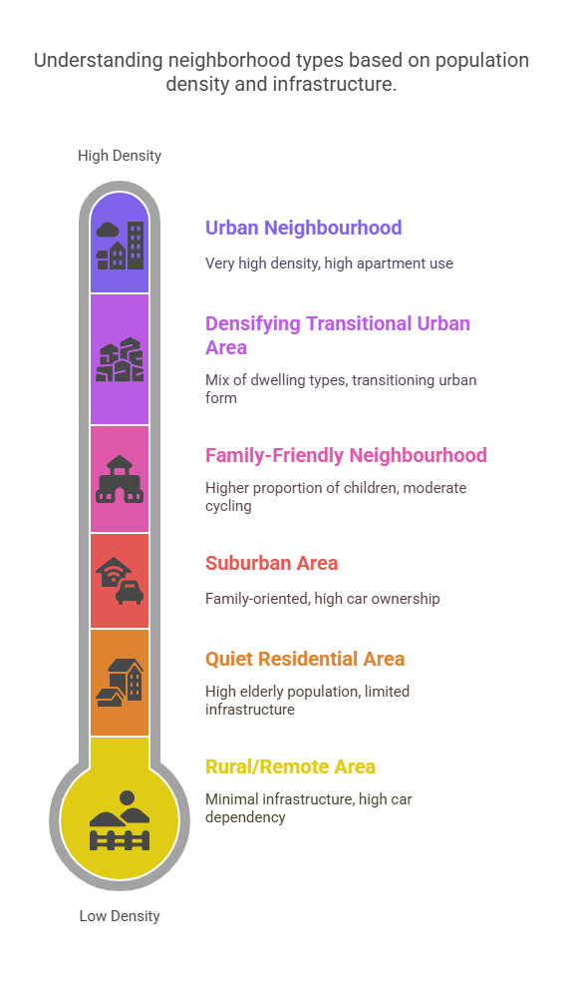 Understanding neighborhood types based on population
density and infrastructure.
High Density
Urban Neighbourhood
Very high density, high apartment use
Densifying Transitional Urban
Area
Mix of dwelling types, transitioning urban
form
Family-Friendly Neighbourhood
Higher proportion of children, moderate
cycling
Suburban Area
Family-oriented, high car ownership
Quiet Residential Area
High elderly population, limited
infrastructure
Rural/Remote Area
Minimal infrastructure, high car
dependency
Low Density